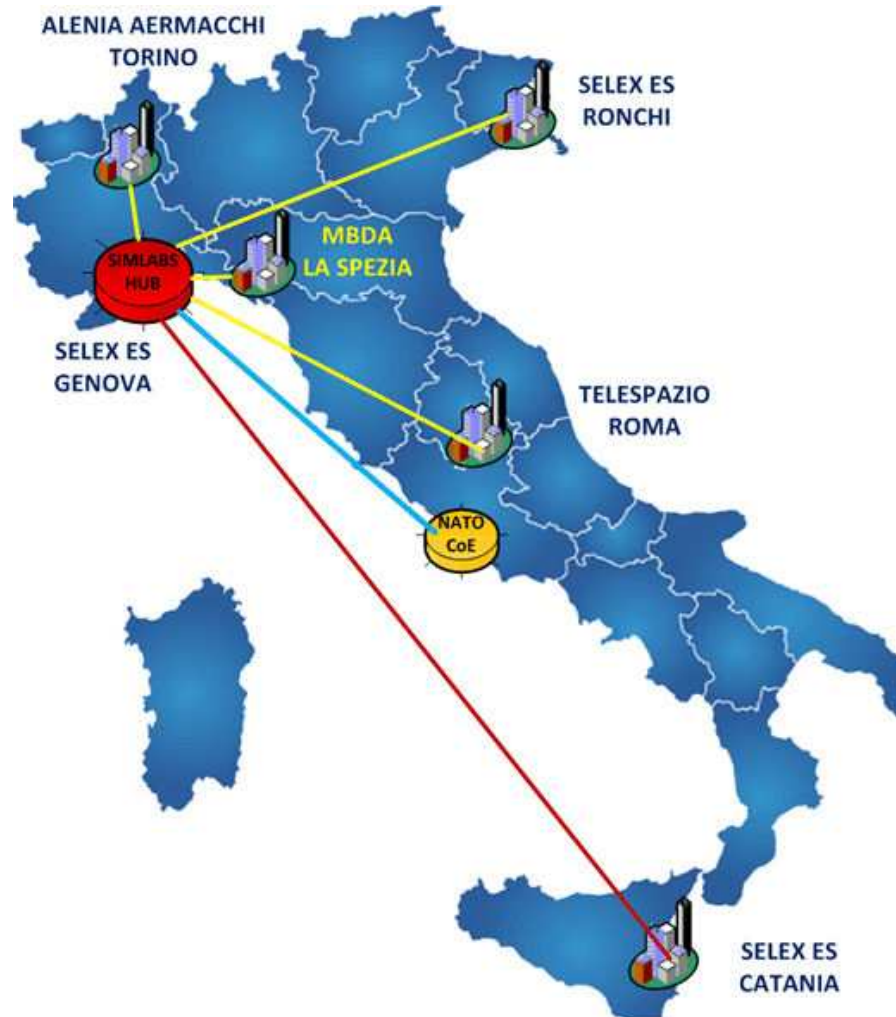 ALENIA AERMACCHI
TORINO
SELEX ES
RONCHI
MBDA
LA SPEZIA
SIMLABS
HUB
SELEX ES
GENOVA
TELESPAZIO
ROMA
NATO
CoE
SELEX ES
CATANIA